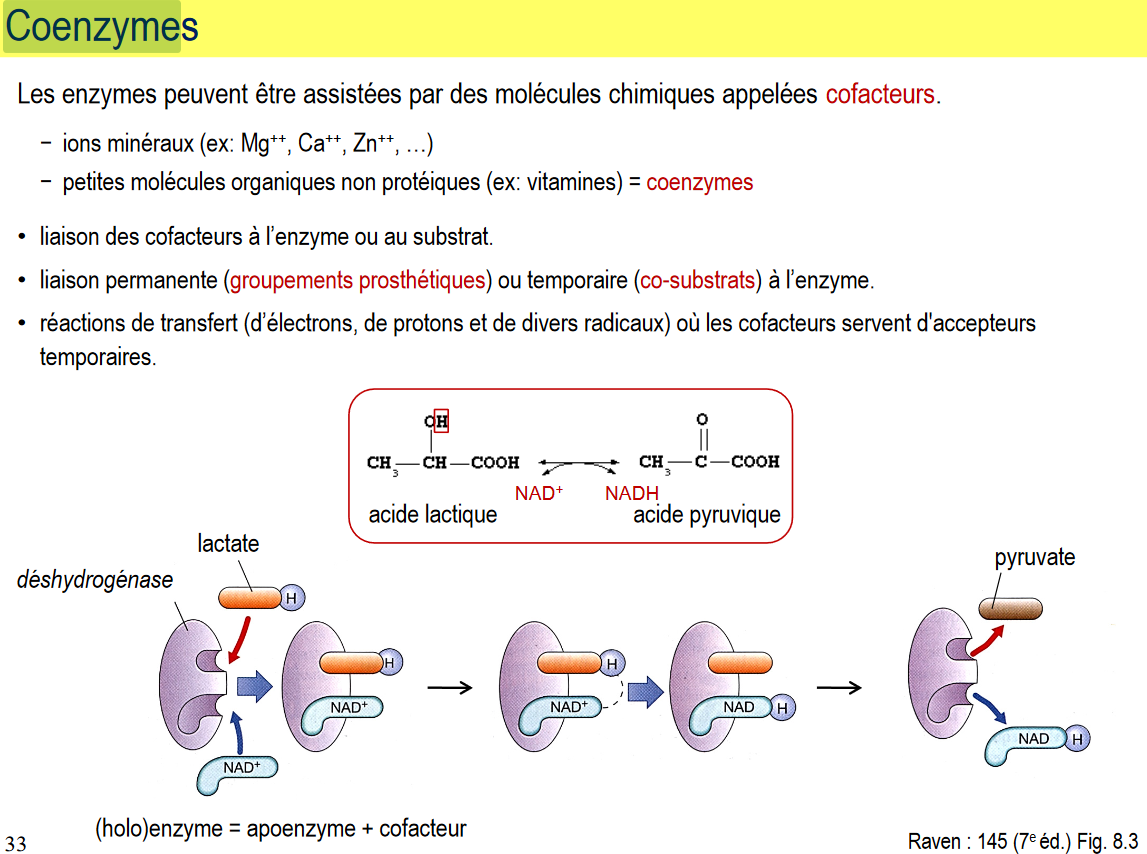 Coenzymes
Les enzymes peuvent être assistées par des molécules chimiques appelées cofacteurs.
− ions minéraux (ex: Mg⁺⁺, Ca⁺⁺, Zn⁺⁺, …)
− petites molécules organiques non protéiques (ex: vitamines) = coenzymes
• liaison des cofacteurs à l’enzyme ou au substrat.
• liaison permanente (groupements prosthétiques) ou temporaire (co-substrats) à l’enzyme.
• réactions de transfert (d’électrons, de protons et de divers radicaux) où les cofacteurs servent d'accepteurs
temporaires.
OH
CH₃—CH—COOH
O
CH₃—C—COOH
NAD⁺ NADH
acide lactique acide pyruvique
lactate
déshydrogénase
pyruvate
H
H
NAD⁺
NAD⁺
H
NAD⁺
NAD H
NAD H
(holo)enzyme = apoenzyme + cofacteur
33
Raven : 145 (7ᵉ éd.) Fig. 8.3